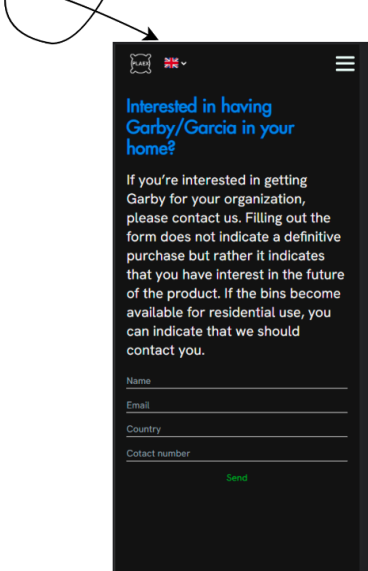 PLAEX
Interested in having
Garby/Garcia in your
home?
If you’re interested in getting
Garby for your organization,
please contact us. Filling out the
form does not indicate a definitive
purchase but rather it indicates
that you have interest in the future
of the product. If the bins become
available for residential use, you
can indicate that we should
contact you.
Name
Email
Country
Cotact number
Send